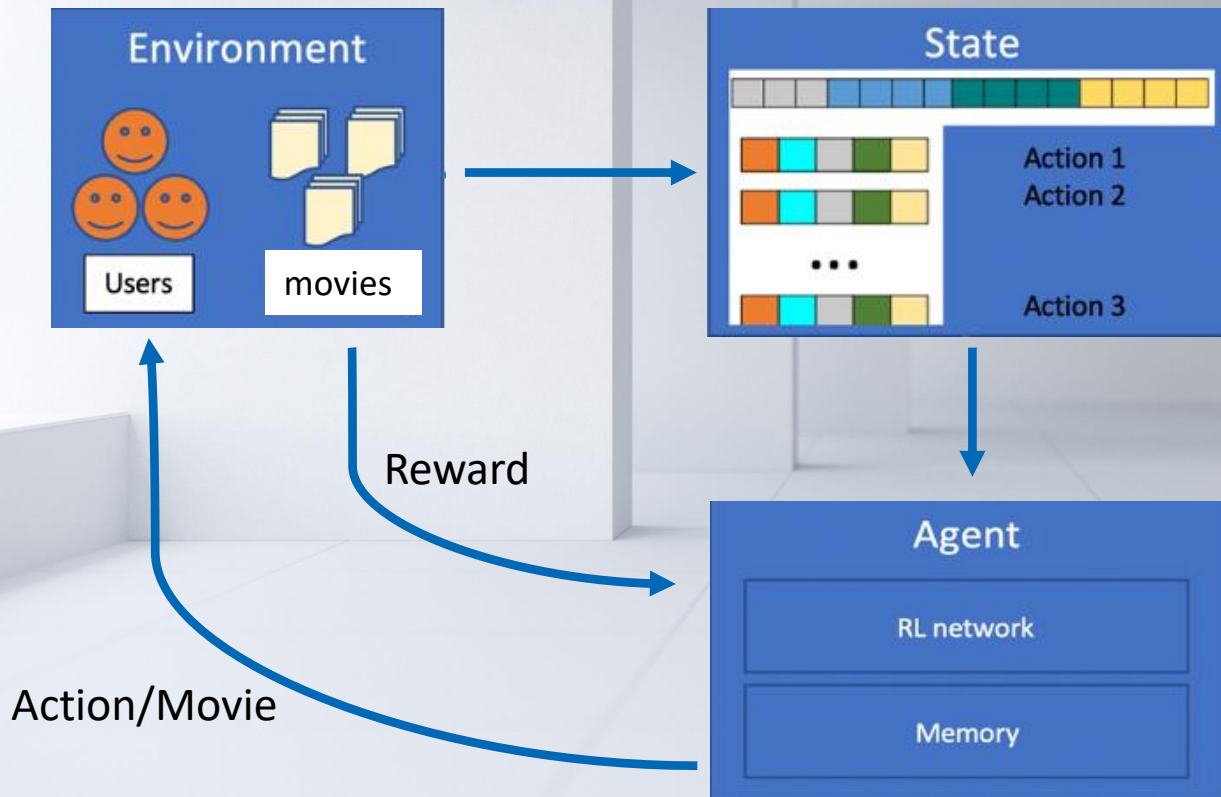 Environment
Users
movies
State
Action 1
Action 2
...
Action 3
Reward
Action/Movie
Agent
RL network
Memory